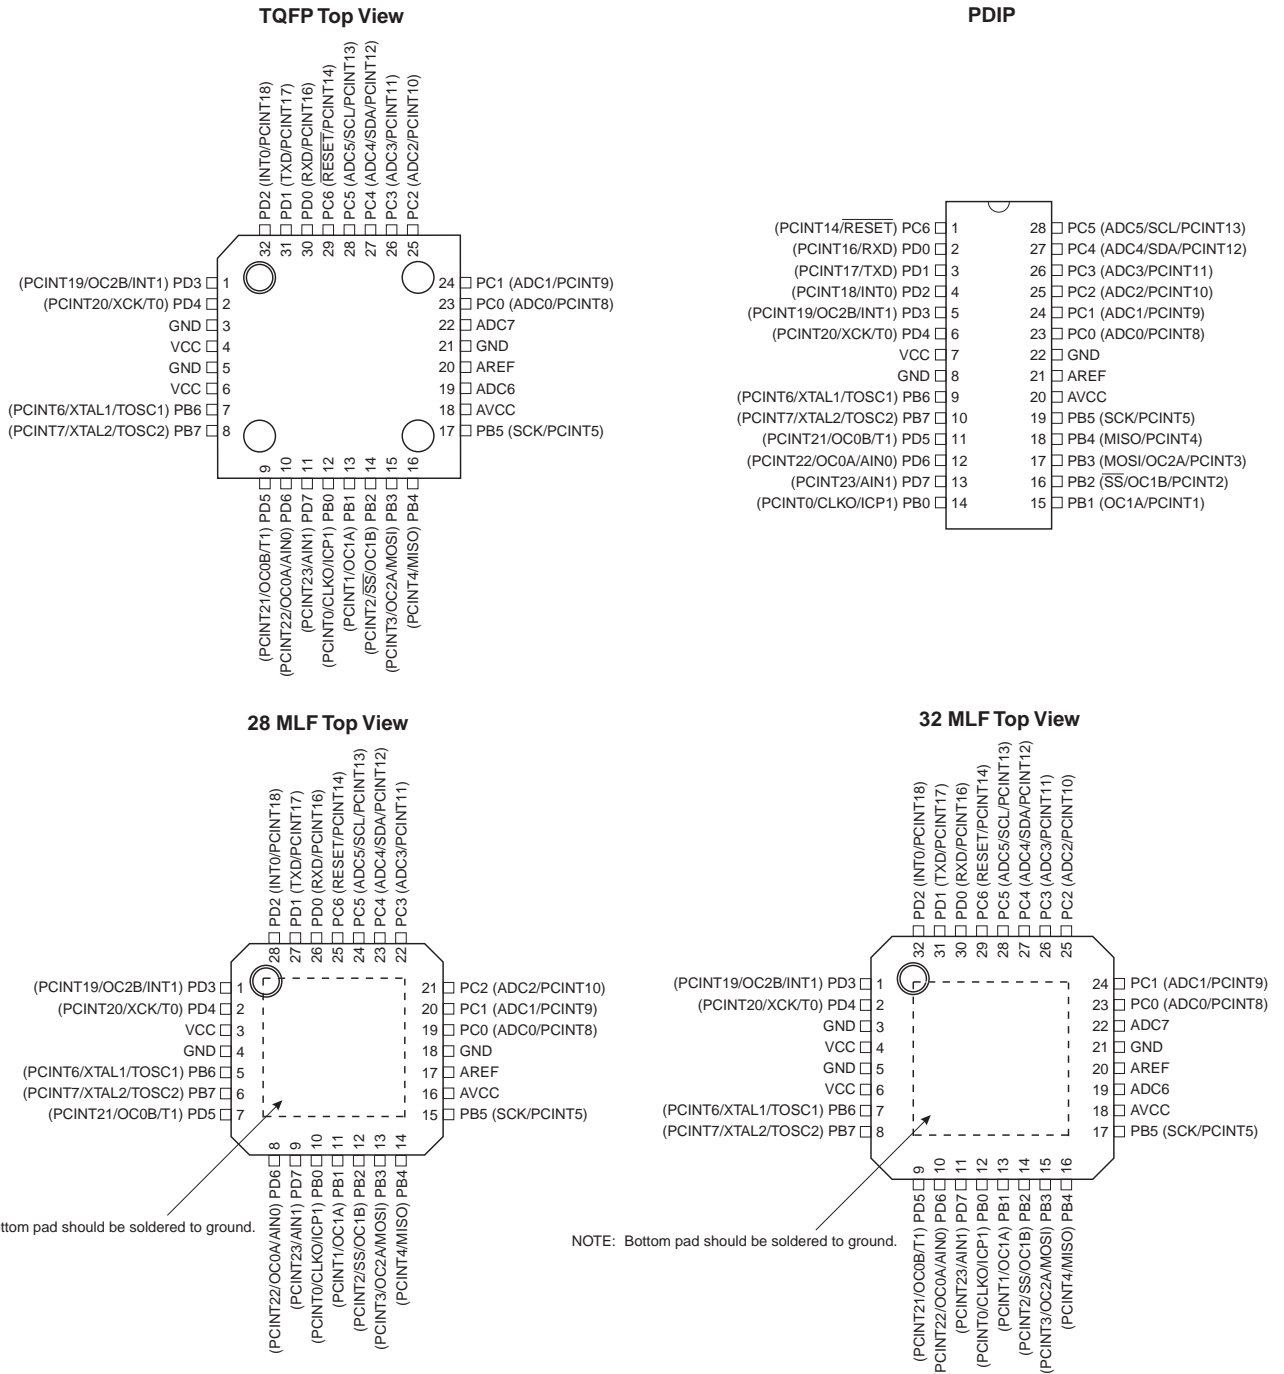 TQFP Top View
PD2 (INT0/PCINT18)
PD1 (TXD/PCINT17)
PD0 (RXD/PCINT16)
PC6 (RESET/PCINT14)
PC5 (ADC5/SCL/PCINT13)
PC4 (ADC4/SDA/PCINT12)
PC3 (ADC3/PCINT11)
PC2 (ADC2/PCINT10)
32 31 30 29 28 27 26 25
(PCINT19/OC2B/INT1) PD3 1
(PCINT20/XCK/T0) PD4 2
GND 3
VCC 4
GND 5
VCC 6
(PCINT6/XTAL1/TOSC1) PB6 7
(PCINT7/XTAL2/TOSC2) PB7 8
24 PC1 (ADC1/PCINT9)
23 PC0 (ADC0/PCINT8)
22 ADC7
21 GND
20 AREF
19 ADC6
18 AVCC
17 PB5 (SCK/PCINT5)
9 10 11 12 13 14 15 16
(PCINT21/OC0B/T1) PD5
(PCINT22/OC0A/AIN0) PD6
(PCINT23/AIN1) PD7
(PCINT0/CLKO/ICP1) PB0
(PCINT1/OC1A) PB1
(PCINT2/SS/OC1B) PB2
(PCINT3/OC2A/MOSI) PB3
(PCINT4/MISO) PB4
PDIP
(PCINT14/RESET) PC6 1
(PCINT16/RXD) PD0 2
(PCINT17/TXD) PD1 3
(PCINT18/INT0) PD2 4
(PCINT19/OC2B/INT1) PD3 5
(PCINT20/XCK/T0) PD4 6
VCC 7
GND 8
(PCINT6/XTAL1/TOSC1) PB6 9
(PCINT7/XTAL2/TOSC2) PB7 10
(PCINT21/OC0B/T1) PD5 11
(PCINT22/OC0A/AIN0) PD6 12
(PCINT23/AIN1) PD7 13
(PCINT0/CLKO/ICP1) PB0 14
28 PC5 (ADC5/SCL/PCINT13)
27 PC4 (ADC4/SDA/PCINT12)
26 PC3 (ADC3/PCINT11)
25 PC2 (ADC2/PCINT10)
24 PC1 (ADC1/PCINT9)
23 PC0 (ADC0/PCINT8)
22 GND
21 AREF
20 AVCC
19 PB5 (SCK/PCINT5)
18 PB4 (MISO/PCINT4)
17 PB3 (MOSI/OC2A/PCINT3)
16 PB2 (SS/OC1B/PCINT2)
15 PB1 (OC1A/PCINT1)
28 MLF Top View
PD2 (INT0/PCINT18)
PD1 (TXD/PCINT17)
PD0 (RXD/PCINT16)
PC6 (RESET/PCINT14)
PC5 (ADC5/SCL/PCINT13)
PC4 (ADC4/SDA/PCINT12)
PC3 (ADC3/PCINT11)
28 27 26 25 24 23 22
(PCINT19/OC2B/INT1) PD3 1
(PCINT20/XCK/T0) PD4 2
VCC 3
GND 4
(PCINT6/XTAL1/TOSC1) PB6 5
(PCINT7/XTAL2/TOSC2) PB7 6
(PCINT21/OC0B/T1) PD5 7
21 PC2 (ADC2/PCINT10)
20 PC1 (ADC1/PCINT9)
19 PC0 (ADC0/PCINT8)
18 GND
17 AREF
16 AVCC
15 PB5 (SCK/PCINT5)
8 9 10 11 12 13 14
(PCINT22/OC0A/AIN0) PD6
(PCINT23/AIN1) PD7
(PCINT0/CLKO/ICP1) PB0
(PCINT1/OC1A) PB1
(PCINT2/SS/OC1B) PB2
(PCINT3/OC2A/MOSI) PB3
(PCINT4/MISO) PB4
ttom pad should be soldered to ground.
32 MLF Top View
PD2 (INT0/PCINT18)
PD1 (TXD/PCINT17)
PD0 (RXD/PCINT16)
PC6 (RESET/PCINT14)
PC5 (ADC5/SCL/PCINT13)
PC4 (ADC4/SDA/PCINT12)
PC3 (ADC3/PCINT11)
PC2 (ADC2/PCINT10)
32 31 30 29 28 27 26 25
(PCINT19/OC2B/INT1) PD3 1
(PCINT20/XCK/T0) PD4 2
GND 3
VCC 4
GND 5
VCC 6
(PCINT6/XTAL1/TOSC1) PB6 7
(PCINT7/XTAL2/TOSC2) PB7 8
24 PC1 (ADC1/PCINT9)
23 PC0 (ADC0/PCINT8)
22 ADC7
21 GND
20 AREF
19 ADC6
18 AVCC
17 PB5 (SCK/PCINT5)
9 10 11 12 13 14 15 16
(PCINT21/OC0B/T1) PD5
PCINT22/OC0A/AIN0) PD6
(PCINT23/AIN1) PD7
(PCINT0/CLKO/ICP1) PB0
(PCINT1/OC1A) PB1
(PCINT2/SS/OC1B) PB2
(PCINT3/OC2A/MOSI) PB3
(PCINT4/MISO) PB4
NOTE: Bottom pad should be soldered to ground.